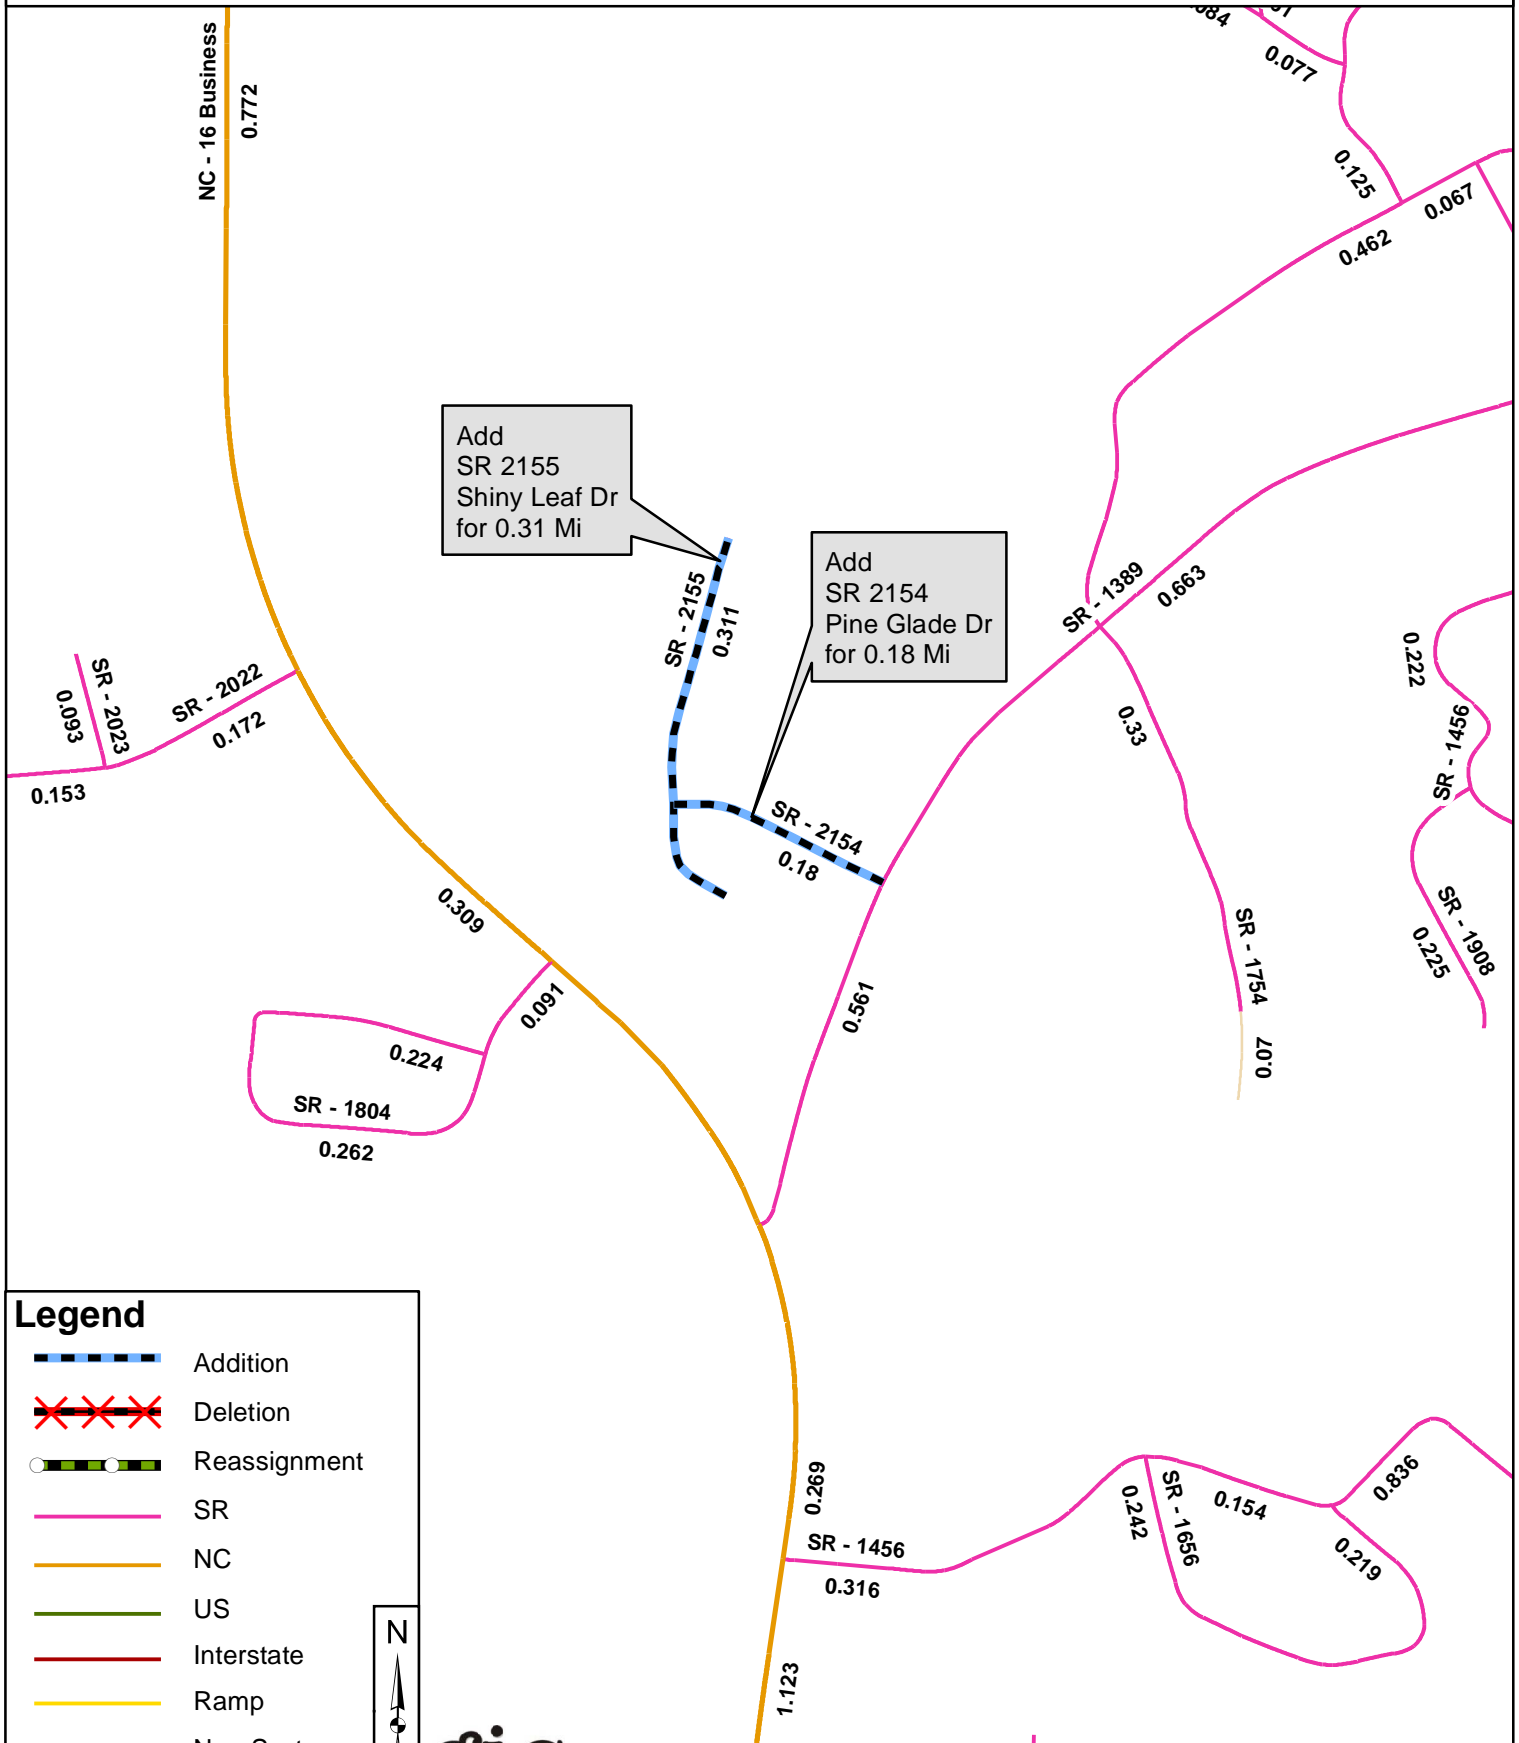 NC - 16 Business
0.772
0.077
0.125
0.067
0.462
Add
SR 2155
Shiny Leaf Dr
for 0.31 Mi
Add
SR 2154
Pine Glade Dr
for 0.18 Mi
SR - 2155
0.311
SR - 1389
0.663
0.222
SR - 1456
SR - 2022
0.172
SR - 2023
0.093
0.153
0.33
SR - 2154
0.18
0.309
SR - 1908
0.225
SR - 1754
0.07
0.561
0.091
0.224
SR - 1804
0.262
Legend
Addition
Deletion
Reassignment
SR
NC
US
Interstate
Ramp
N
0.269
SR - 1456
0.316
0.242
SR - 1656
0.154
0.836
0.219
1.123